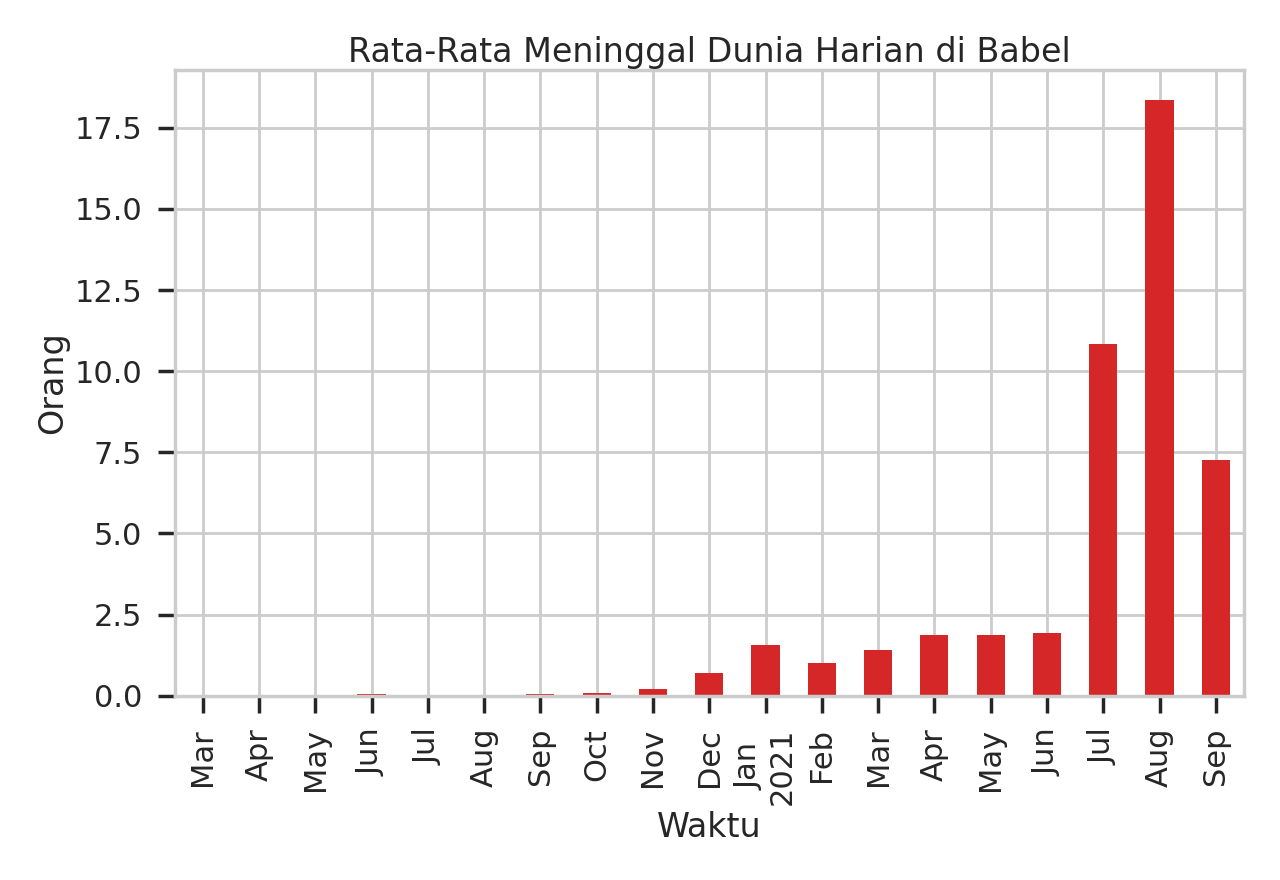 Rata-Rata Meninggal Dunia Harian di Babel
17.5
15.0
12.5
10.0
7.5
5.0
2.5
0.0
Orang
Mar
Apr
May
Jun
Jul
Aug
Sep
Oct
Nov
Dec
Jan
2021
Feb
Mar
Apr
May
Jun
Jul
Aug
Sep
Waktu